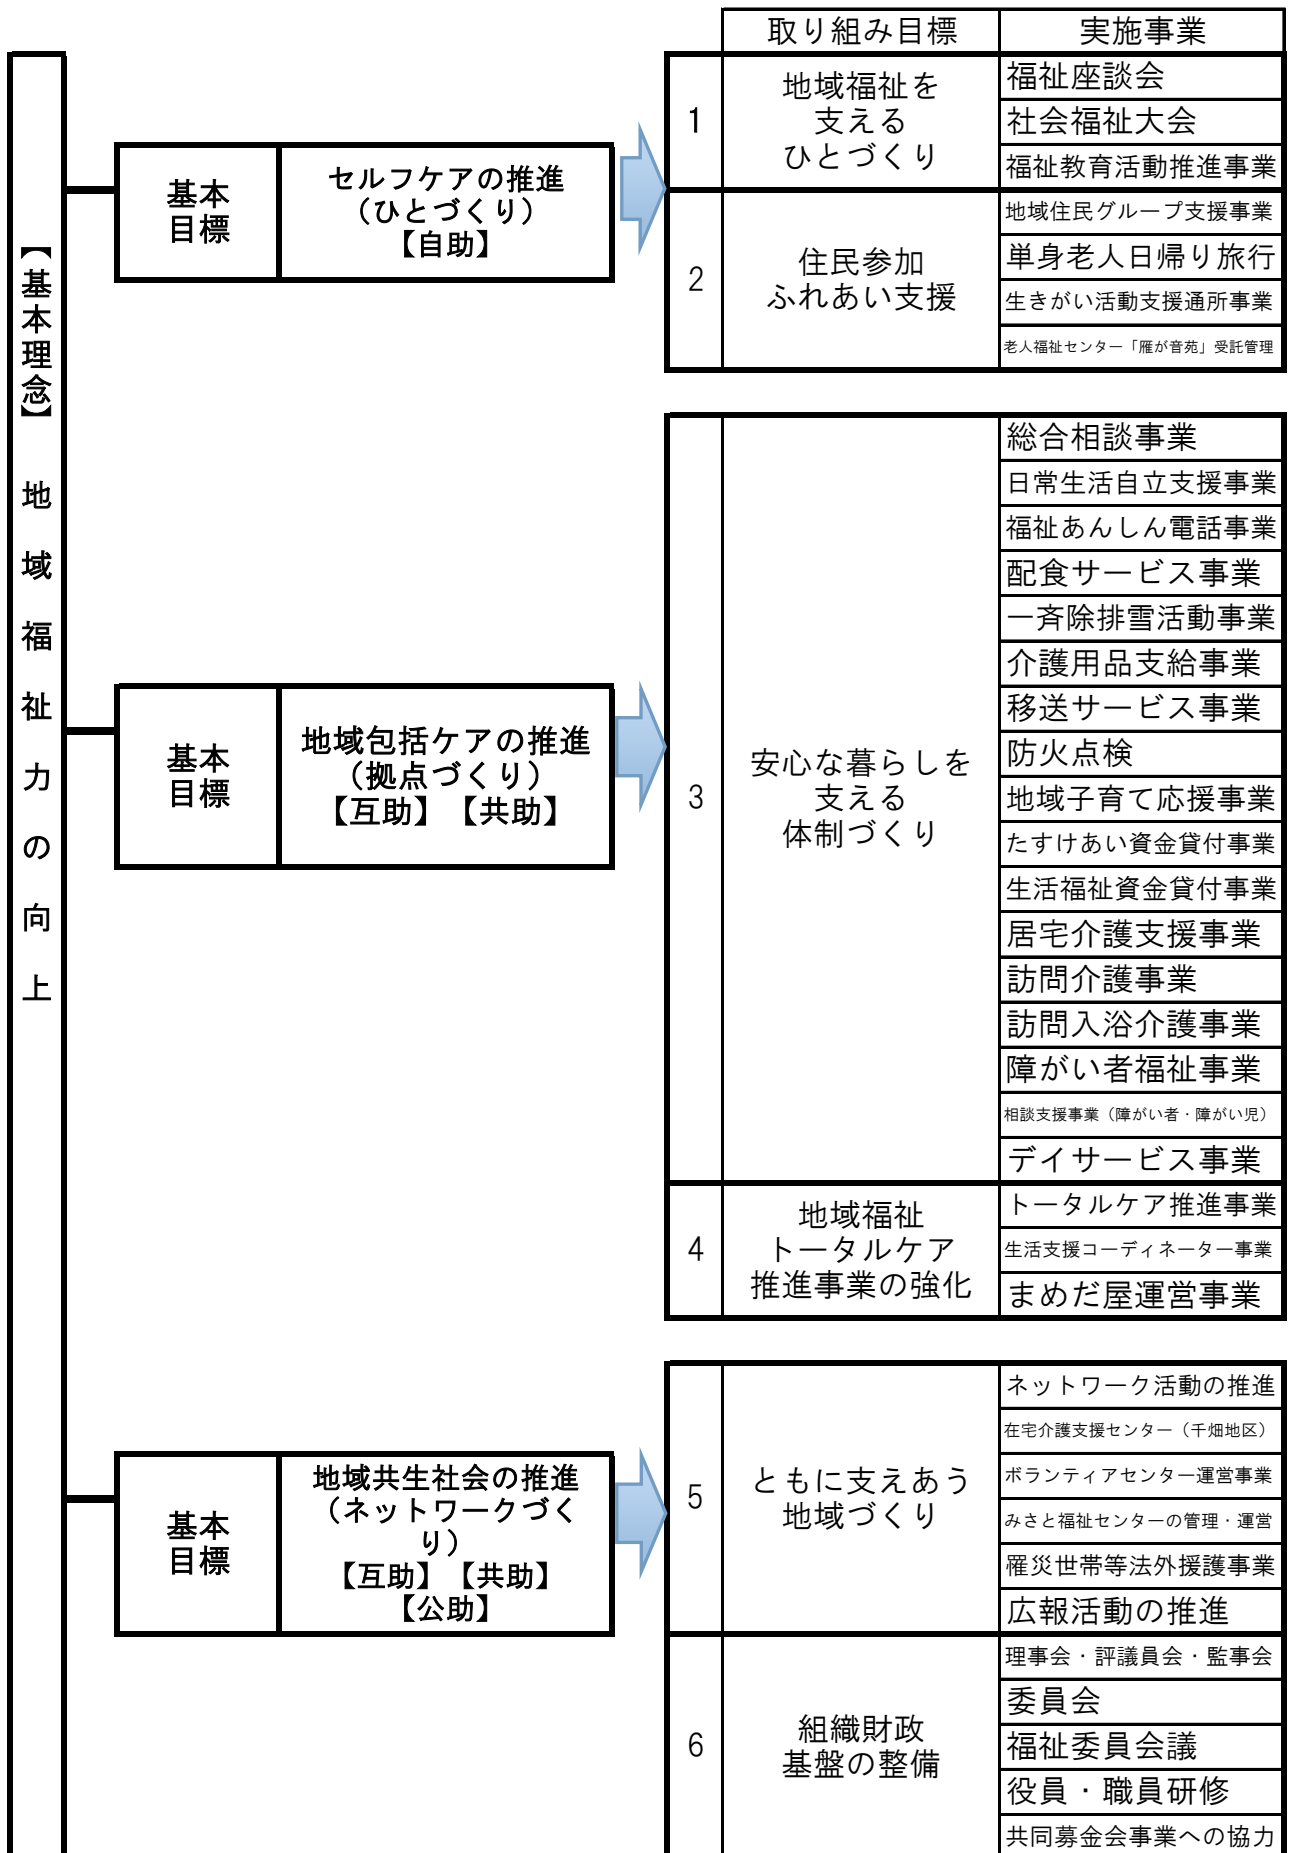 取り組み目標 実施事業
【基本理念】 地域福祉力の向上
基本
目標
セルフケアの推進
（ひとづくり）
【自助】
1
地域福祉を
支える
ひとづくり
福祉座談会
社会福祉大会
福祉教育活動推進事業
2
住民参加
ふれあい支援
地域住民グループ支援事業
単身老人日帰り旅行
生きがい活動支援通所事業
老人福祉センター「雁が音苑」受託管理
基本
目標
地域包括ケアの推進
（拠点づくり）
【互助】【共助】
3
安心な暮らしを
支える
体制づくり
総合相談事業
日常生活自立支援事業
福祉あんしん電話事業
配食サービス事業
一斉除排雪活動事業
介護用品支給事業
移送サービス事業
防火点検
地域子育て応援事業
たすけあい資金貸付事業
生活福祉資金貸付事業
居宅介護支援事業
訪問介護事業
訪問入浴介護事業
障がい者福祉事業
相談支援事業（障がい者・障がい児）
デイサービス事業
4
地域福祉
トータルケア
推進事業の強化
トータルケア推進事業
生活支援コーディネーター事業
まめだ屋運営事業
基本
目標
地域共生社会の推進
（ネットワークづく
り）
【互助】【共助】
【公助】
5
ともに支えあう
地域づくり
ネットワーク活動の推進
在宅介護支援センター（千畑地区）
ボランティアセンター運営事業
みさと福祉センターの管理・運営
罹災世帯等法外援護事業
広報活動の推進
6
組織財政
基盤の整備
理事会・評議員会・監事会
委員会
福祉委員会議
役員・職員研修
共同募金会事業への協力